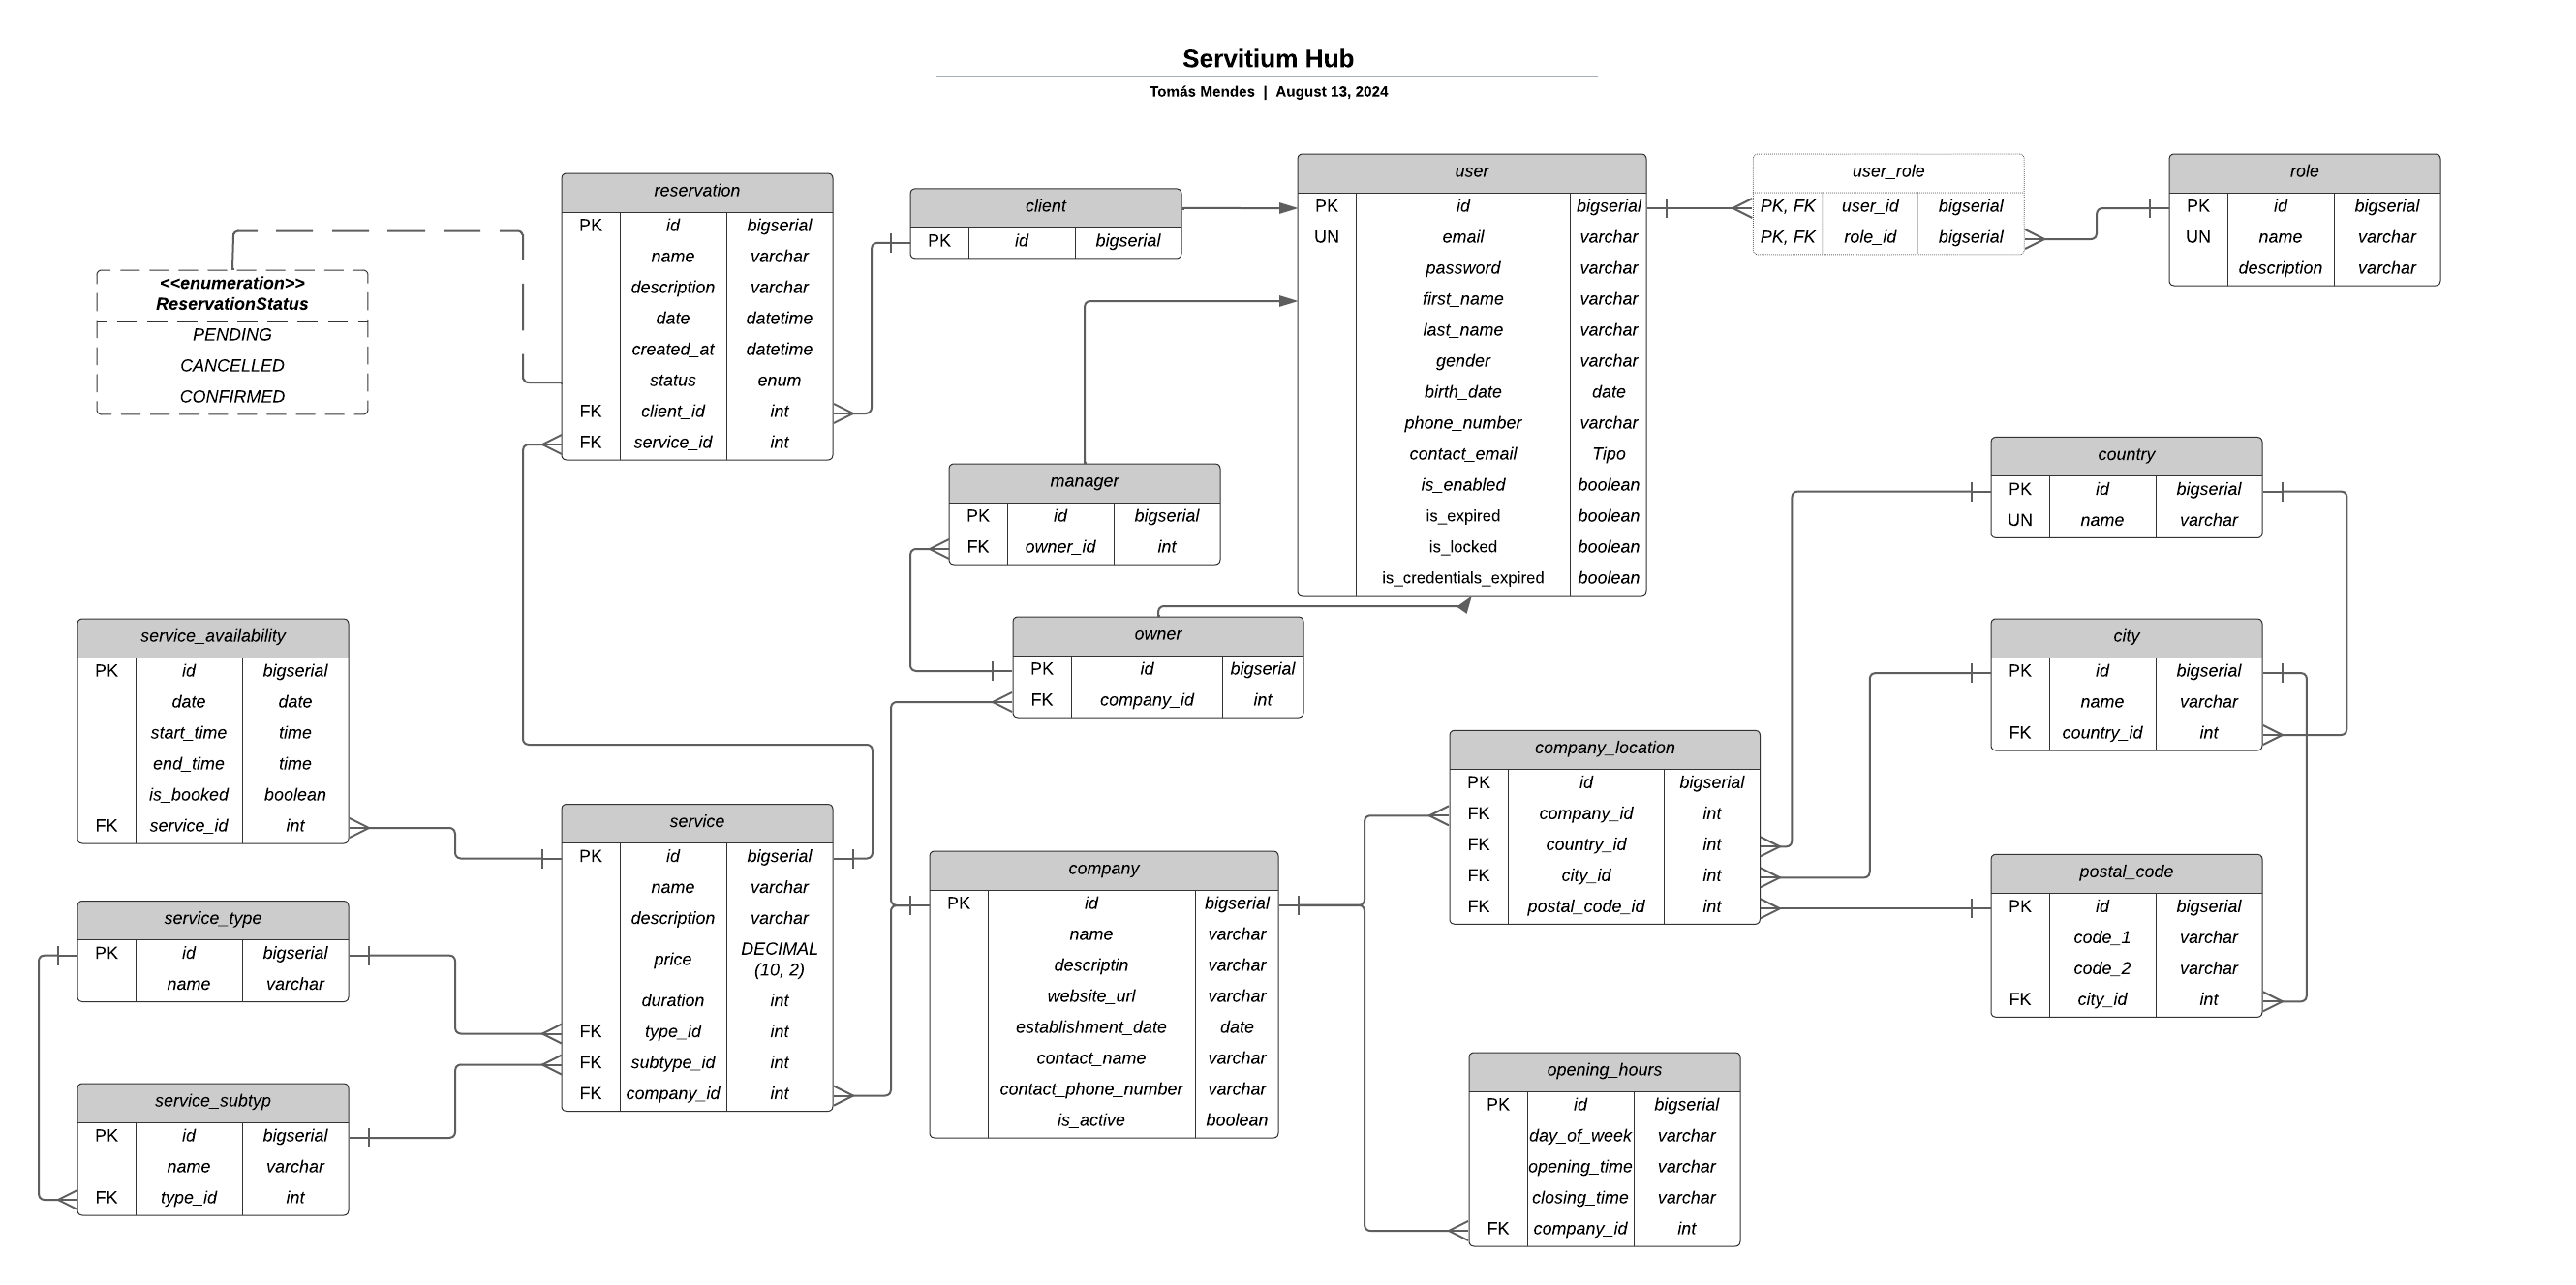 Servitium Hub
Tomás Mendes | August 13, 2024
<<enumeration>>
ReservationStatus
PENDING
CANCELLED
CONFIRMED
reservation
PK id bigserial
name varchar
description varchar
date datetime
created_at datetime
status enum
FK client_id int
FK service_id int
client
PK id bigserial
user
PK id bigserial
UN email varchar
password varchar
first_name varchar
last_name varchar
gender varchar
birth_date date
phone_number varchar
contact_email Tipo
is_enabled boolean
is_expired boolean
is_locked boolean
is_credentials_expired boolean
user_role
PK, FK user_id bigserial
PK, FK role_id bigserial
role
PK id bigserial
UN name varchar
description varchar
manager
PK id bigserial
FK owner_id int
owner
PK id bigserial
FK company_id int
country
PK id bigserial
UN name varchar
city
PK id bigserial
name varchar
FK country_id int
service_availability
PK id bigserial
date date
start_time time
end_time time
is_booked boolean
FK service_id int
service
PK id bigserial
name varchar
description varchar
price DECIMAL
(10, 2)
duration int
FK type_id int
FK subtype_id int
FK company_id int
company
PK id bigserial
name varchar
descriptin varchar
website_url varchar
establishment_date date
contact_name varchar
contact_phone_number varchar
is_active boolean
company_location
PK id bigserial
FK company_id int
FK country_id int
FK city_id int
FK postal_code_id int
postal_code
PK id bigserial
code_1 varchar
code_2 varchar
FK city_id int
service_type
PK id bigserial
name varchar
service_subtyp
PK id bigserial
name varchar
FK type_id int
opening_hours
PK id bigserial
day_of_week varchar
opening_time varchar
closing_time varchar
FK company_id int